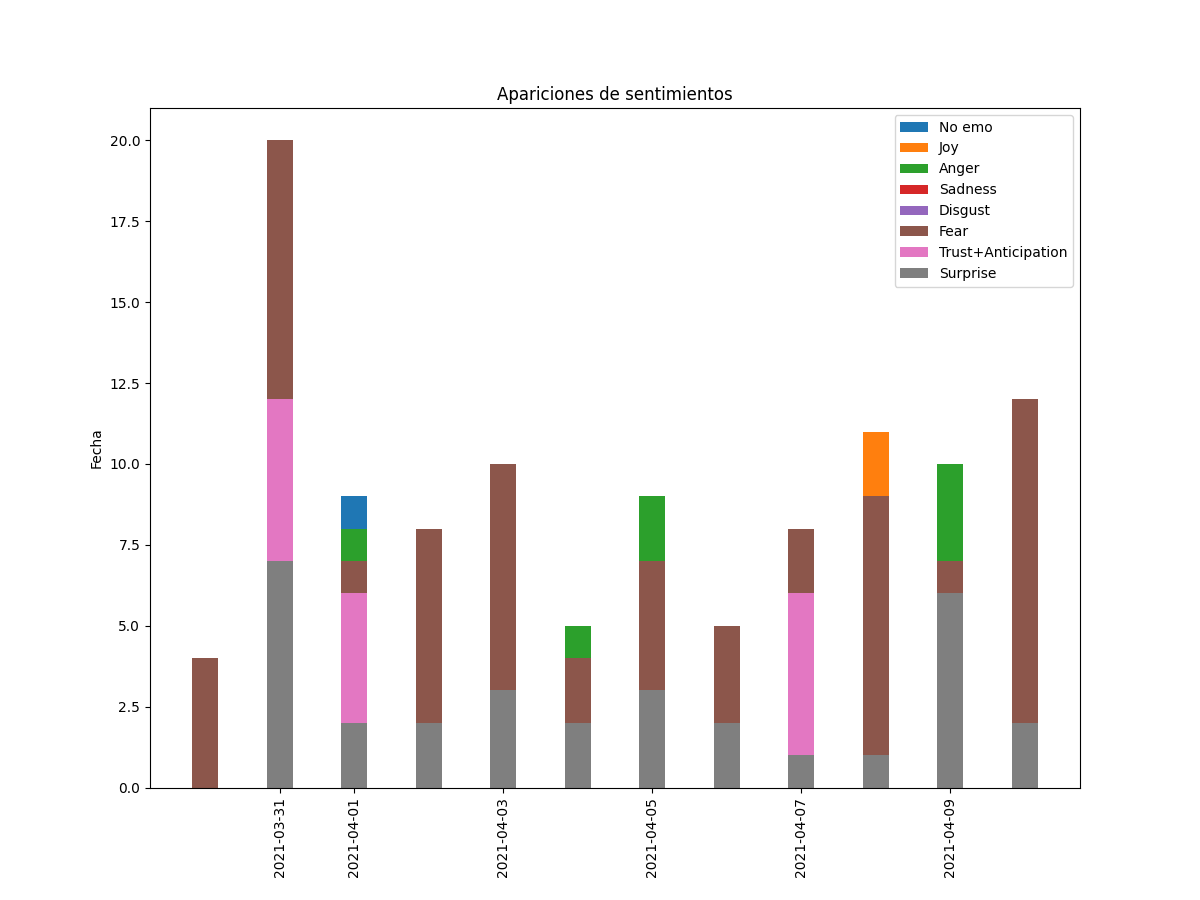 Apariciones de sentimientos
No emo
Joy
Anger
Sadness
Disgust
Fear
Trust+Anticipation
Surprise
Fecha
20.0
17.5
15.0
12.5
10.0
7.5
5.0
2.5
0.0
2021-03-31
2021-04-01
2021-04-03
2021-04-05
2021-04-07
2021-04-09